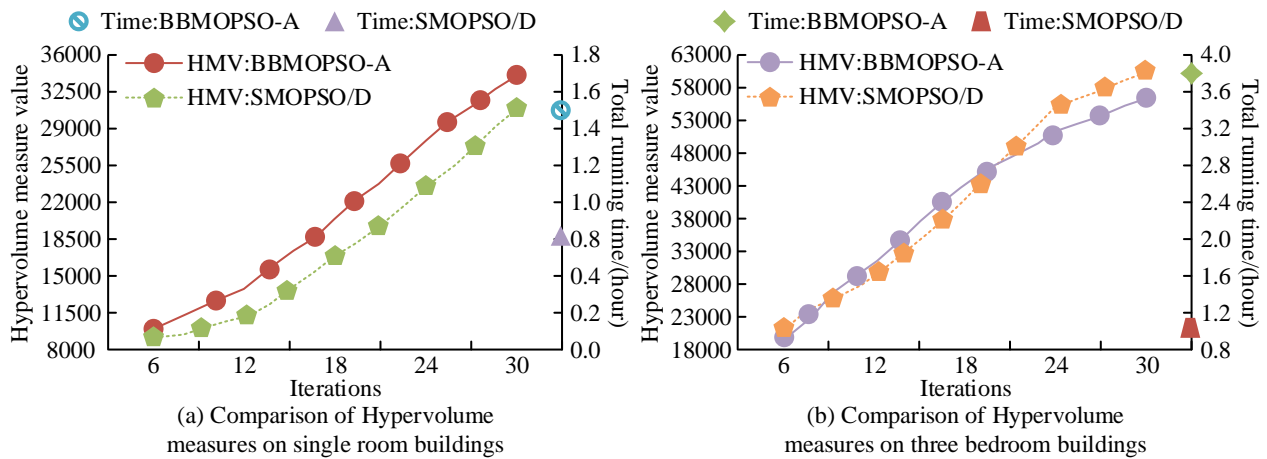 Time:BBMOPSO-A Time:SMOPSO/D
36000
32500
29000
25500
22000
18500
15000
11500
8000
Hypervolume measure value
HMV:BBMOPSO-A
HMV:SMOPSO/D
1.8
1.6
1.4
1.2
1.0
0.8
0.4
0.2
0.0
Total running time/(hour)
6 12 18 24 30
Iterations
(a) Comparison of Hypervolume
measures on single room buildings
Time:BBMOPSO-A Time:SMOPSO/D
63000
58000
53000
48000
43000
38000
33000
28000
23000
18000
Hypervolume measure value
HMV:BBMOPSO-A
HMV:SMOPSO/D
4.0
3.6
3.2
2.8
2.4
2.0
1.6
1.2
0.8
Total running time/(hour)
6 12 18 24 30
Iterations
(b) Comparison of Hypervolume
measures on three bedroom buildings